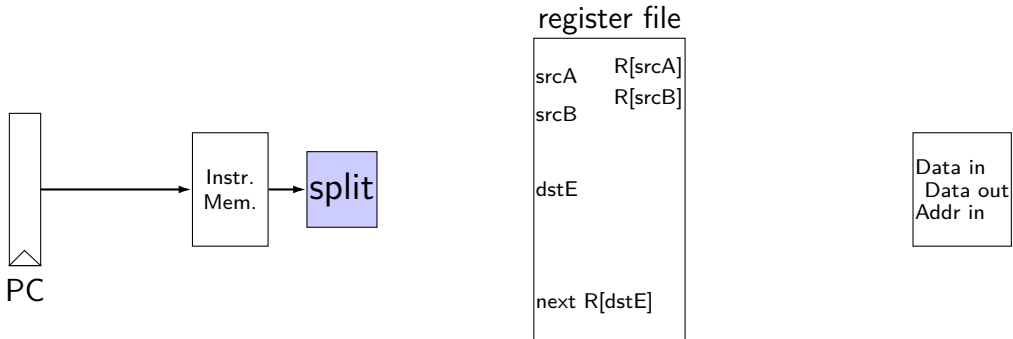 register file
srcA
R[srcA]
srcB
R[srcB]
dstE
next R[dstE]
PC
Instr.
Mem.
split
Data in
Data out
Addr in